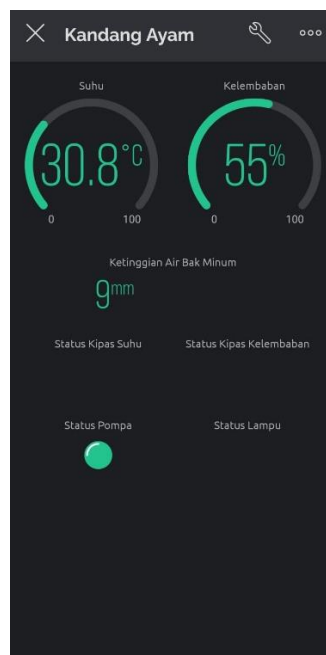 Kandang Ayam
Suhu
Kelembaban
30.8°C
55%
0 100
0 100
Ketinggian Air Bak Minum
9mm
Status Kipas Suhu
Status Kipas Kelembaban
Status Pompa
Status Lampu